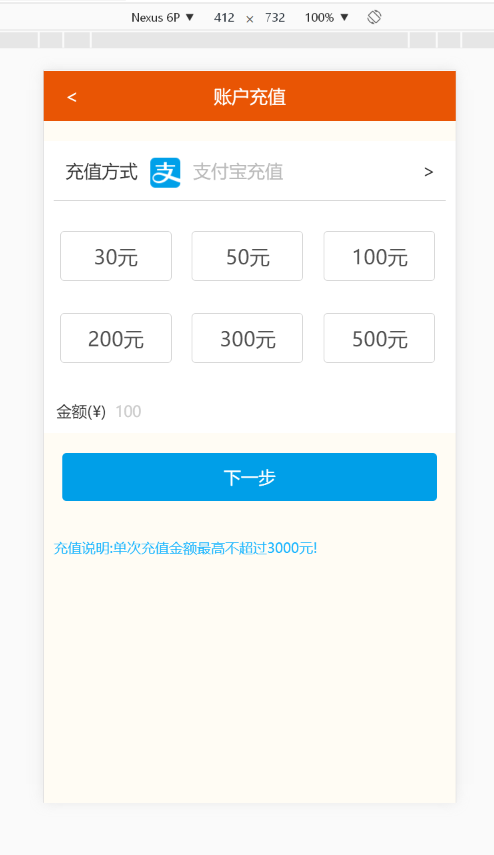 Nexus 6P ▼ 412 × 732 100% ▼
< 账户充值
充值方式 支 支付宝充值 >
30元 50元 100元
200元 300元 500元
金额(¥) 100
下一步
充值说明:单次充值金额最高不超过3000元!